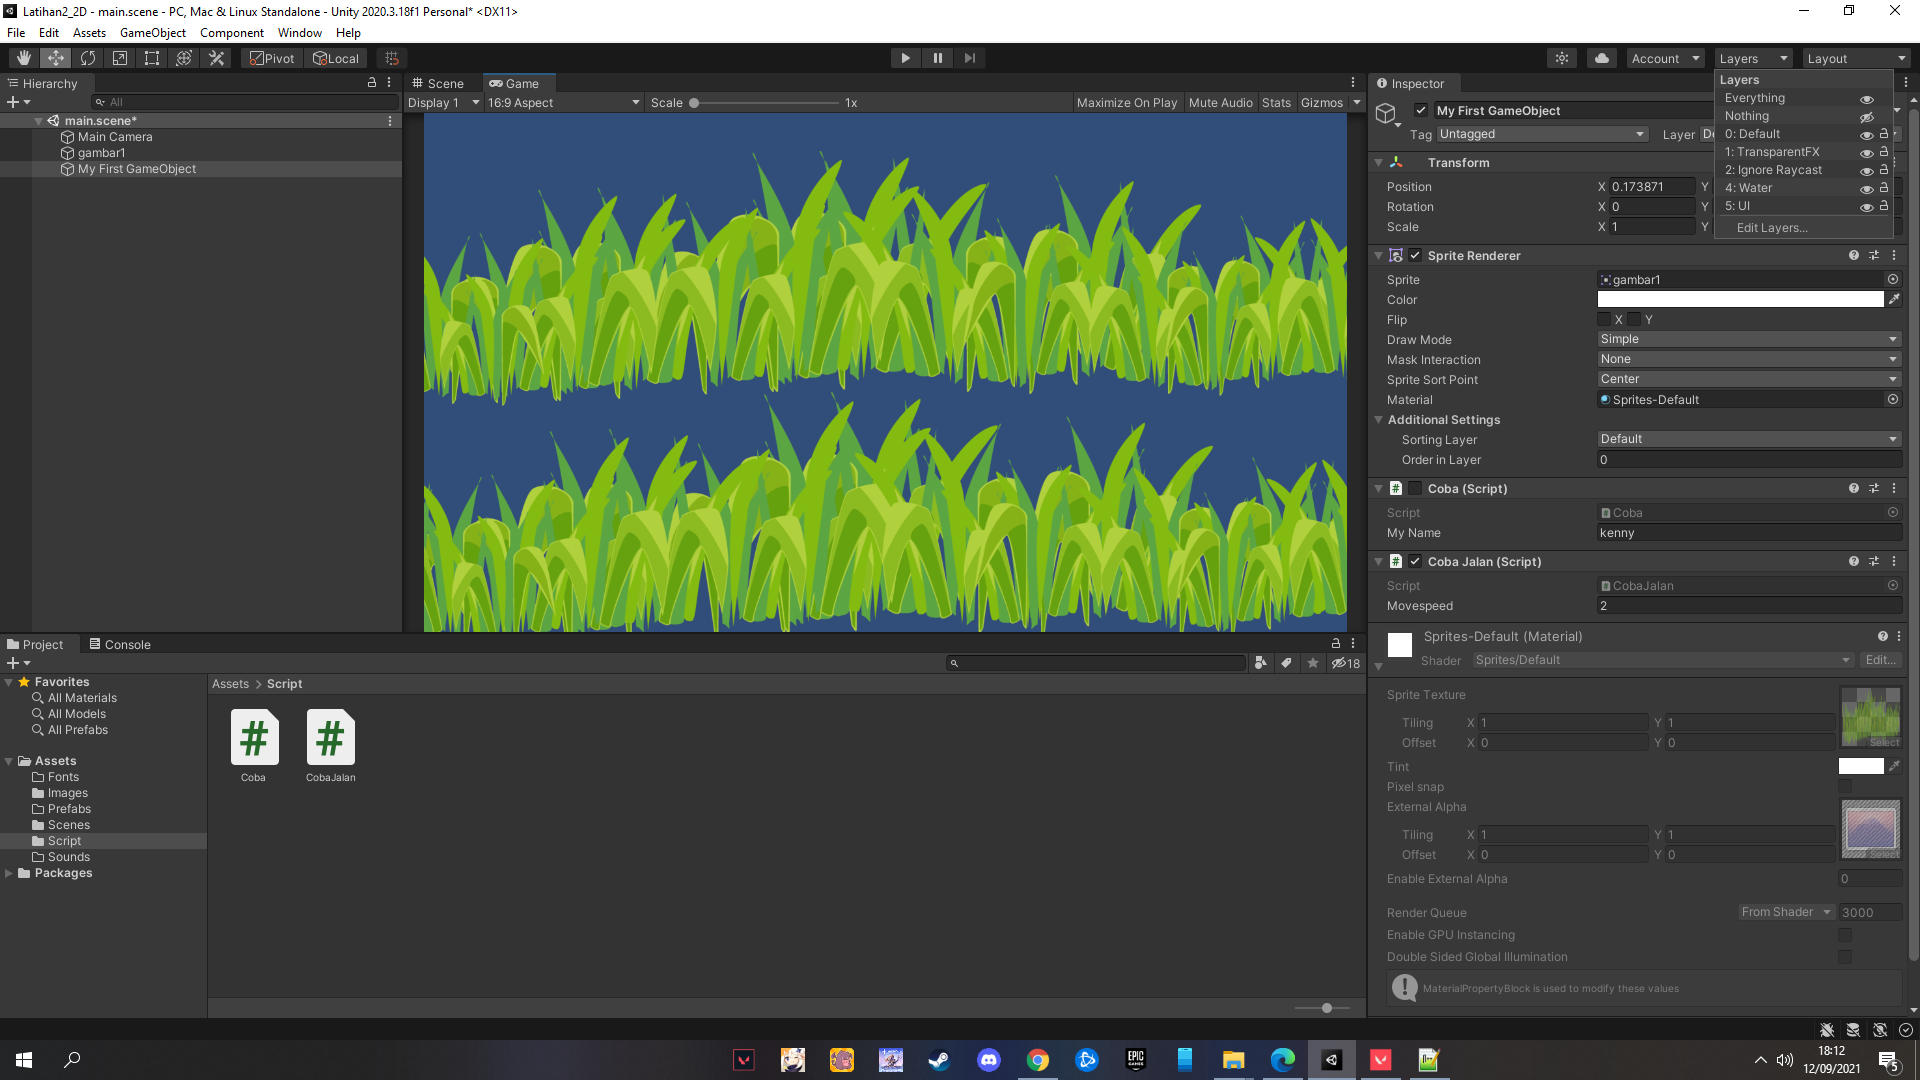 Latihan2_2D - main.scene - PC, Mac & Linux Standalone - Unity 2020.3.18f1 Personal* <DX11>
File Edit Assets GameObject Component Window Help
Pivot Local Account Layers Layout
Hierarchy
All
main.scene*
Main Camera
gambar1
My First GameObject
Scene Game
Display 1 16:9 Aspect Scale 1x Maximize On Play Mute Audio Stats Gizmos
Layers
Everything
Nothing
0: Default
1: TransparentFX
2: Ignore Raycast
4: Water
5: UI
Edit Layers...
Inspector
My First GameObject
Tag Untagged Layer
Transform
Position X 0.173871 Y
Rotation X 0 Y
Scale X 1 Y
Sprite Renderer
Sprite gambar1
Color
Flip X Y
Draw Mode Simple
Mask Interaction None
Sprite Sort Point Center
Material Sprites-Default
Additional Settings
Sorting Layer Default
Order in Layer 0
# Coba (Script)
Script Coba
My Name kenny
# Coba Jalan (Script)
Script CobaJalan
Movespeed 2
Sprites-Default (Material)
Shader Sprites/Default Edit...
Sprite Texture
Tiling X 1 Y 1
Offset X 0 Y 0
Select
Tint
Pixel snap
External Alpha
Tiling X 1 Y 1
Offset X 0 Y 0
Select
Enable External Alpha 0
Render Queue From Shader 3000
Enable GPU Instancing
Double Sided Global Illumination
MaterialPropertyBlock is used to modify these values
Project Console
18
Favorites
All Materials
All Models
All Prefabs
Assets
Fonts
Images
Prefabs
Scenes
Script
Sounds
Packages
Assets > Script
# #
Coba CobaJalan
EPIC GAMES
18:12
12/09/2021
5